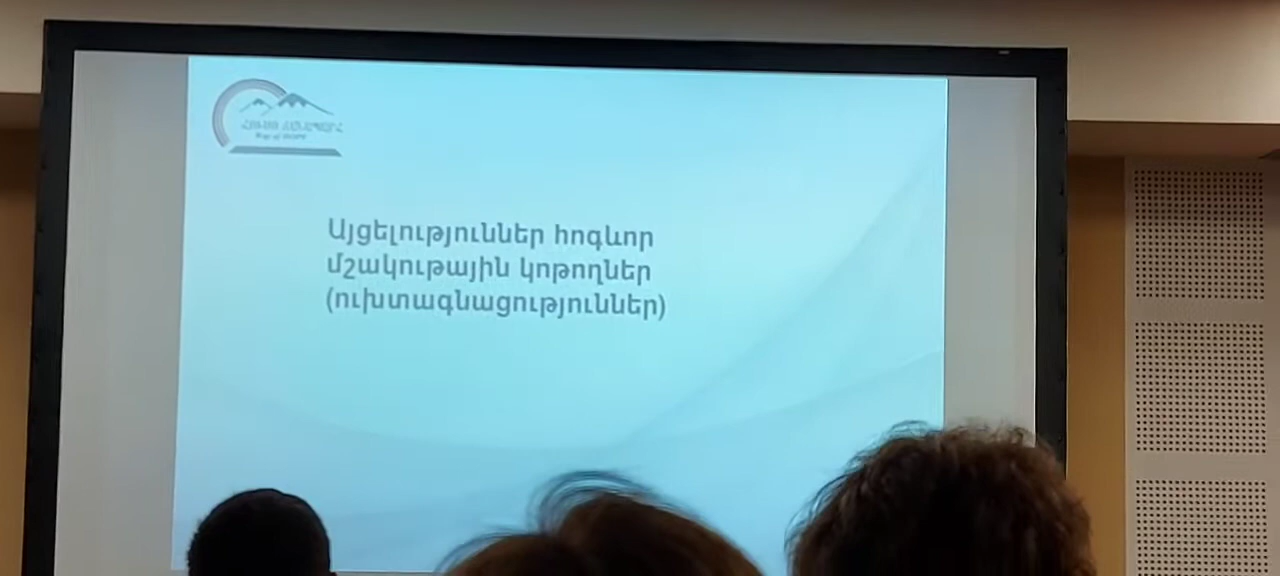 Այցելություններ հոգևոր
մշակութային կոթողներ
(ուխտագնացություններ)